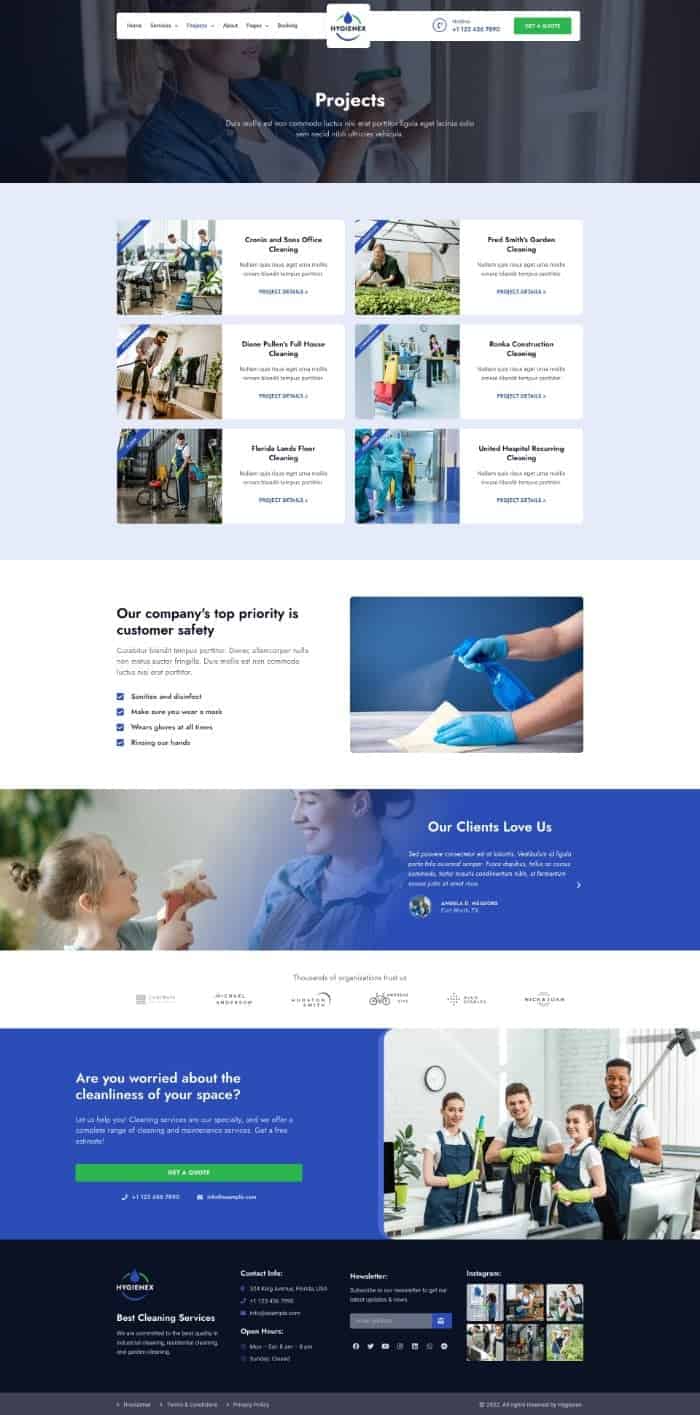 Home Services Projects About Pages Booking
HYGIENEX
Hotline
+1 123 436 7890
GET A QUOTE
Projects
Duis mollis est non commodo luctus nisi erat porttitor ligula eget lacinia odio
sem necid nibh ultricies vehicula.
Cronin and Sons Office
Cleaning
Nullam quis risus eget urna mollis
ornare blandit tempus porttitor.
PROJECT DETAILS »
Fred Smith's Garden
Cleaning
Nullam quis risus eget urna mollis
ornare blandit tempus porttitor.
PROJECT DETAILS »
Diane Pullen's Full House
Cleaning
Nullam quis risus eget urna mollis
ornare blandit tempus porttitor.
PROJECT DETAILS »
Ronka Construction
Cleaning
Nullam quis risus eget urna mollis
ornare blandit tempus porttitor.
PROJECT DETAILS »
Florida Lands Floor
Cleaning
Nullam quis risus eget urna mollis
ornare blandit tempus porttitor.
PROJECT DETAILS »
United Hospital Recurring
Cleaning
Nullam quis risus eget urna mollis
ornare blandit tempus porttitor.
PROJECT DETAILS »
Our company's top priority is
customer safety
Curabitur blandit tempus porttitor. Donec ullamcorper nulla
non metus auctor fringilla. Duis mollis est non commodo
luctus nisi erat porttitor.
Sanitize and disinfect
Make sure you wear a mask
Wears gloves at all times
Rinsing our hands
Our Clients Love Us
Sed posuere consectetur est at lobortis. Vestibulum id ligula
porta felis euismod semper. Fusce dapibus, tellus ac cursus
commodo, tortor mauris condimentum nibh, ut fermentum
massa justo sit amet risus.
ANGELA D. MESSONS
Fort Worth, TX
Thousands of organizations trust us
MICHAEL
ANDERSON
HUDSTON
SMITH
NICK & JOHN
Are you worried about the
cleanliness of your space?
Let us help you! Cleaning services are our specialty, and we offer a
complete range of cleaning and maintenance services. Get a free
estimate!
GET A QUOTE
+1 123 436 7890 info@example.com
HYGIENEX
Best Cleaning Services
We are committed to the best quality in
industrial cleaning, residential cleaning,
and garden cleaning.
Contact Info:
304 King Avenue, Florida, USA
+1 123 436 7890
info@example.com
Open Hours:
Mon – Sat: 8 am – 8 pm
Sunday: Closed
Newsletter:
Subscribe to our newsletter to get our
latest updates & news.
Instagram:
Disclaimer Terms & Conditions Privacy Policy
© 2022. All rights Reserved by Hygienex.